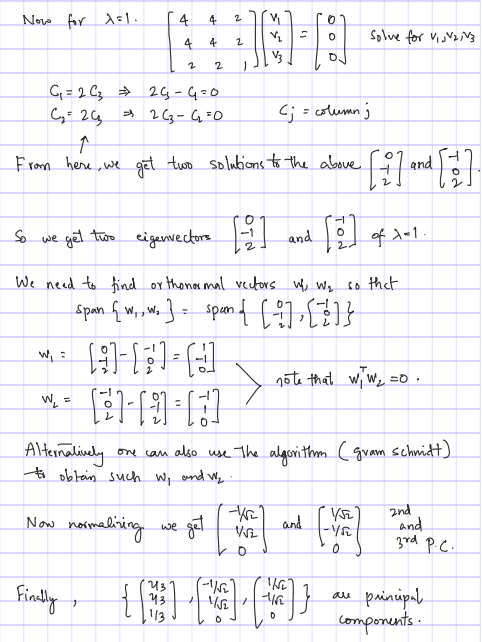 Now for λ=1. [4 4 2; 4 4 2; 2 2 1] [v₁; v₂; v₃] = [0; 0; 0] Solve for v₁, v₂, v₃
C₁ = 2C₃ ⇒ 2C₃ - C₁ = 0
C₂ = 2C₃ ⇒ 2C₃ - C₂ = 0 Cj = column j
↑
From here, we get two solutions to the above [0; -1; 2] and [-1; 0; 2].
So we get two eigenvectors [0; -1; 2] and [-1; 0; 2] of λ=1.
We need to find orthonormal vectors w₁, w₂ so that
span {w₁, w₂} = span { [0; -1; 2], [-1; 0; 2] }
w₁ = [0; -1; 2] - [-1; 0; 2] = [1; -1; 0]
note that w₁ᵀw₂ = 0.
w₂ = [-1; 0; 2] - [0; -1; 2] = [-1; 1; 0]
Alternatively one can also use the algorithm (gram schmidt)
to obtain such w₁ and w₂.
Now normalizing we get [-1/√2; 1/√2; 0] and [1/√2; -1/√2; 0] 2nd and 3rd P.C.
Finally, { [2/3; 2/3; 1/3], [-1/√2; 1/√2; 0], [1/√2; -1/√2; 0] } are principal
components.